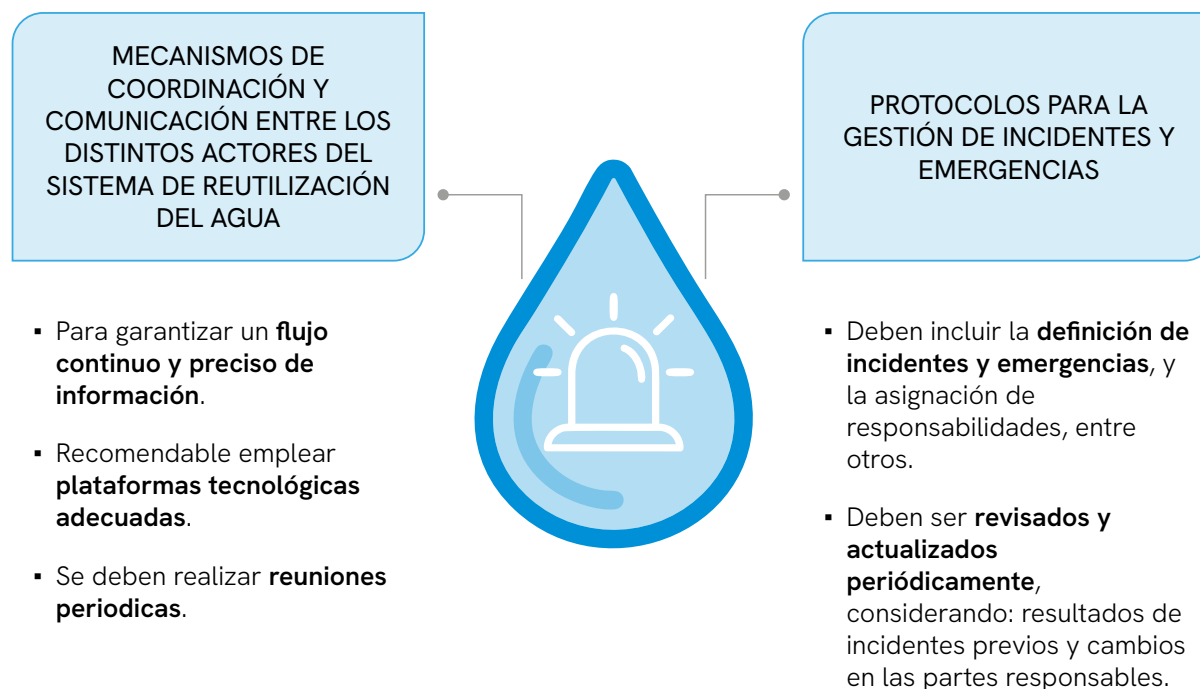 MECANISMOS DE
COORDINACIÓN Y
COMUNICACIÓN ENTRE LOS
DISTINTOS ACTORES DEL
SISTEMA DE REUTILIZACIÓN
DEL AGUA
▪ Para garantizar un flujo
continuo y preciso de
información.
▪ Recomendable emplear
plataformas tecnológicas
adecuadas.
▪ Se deben realizar reuniones
periodicas.
PROTOCOLOS PARA LA
GESTIÓN DE INCIDENTES Y
EMERGENCIAS
▪ Deben incluir la definición de
incidentes y emergencias, y
la asignación de
responsabilidades, entre
otros.
▪ Deben ser revisados y
actualizados
periódicamente,
considerando: resultados de
incidentes previos y cambios
en las partes responsables.